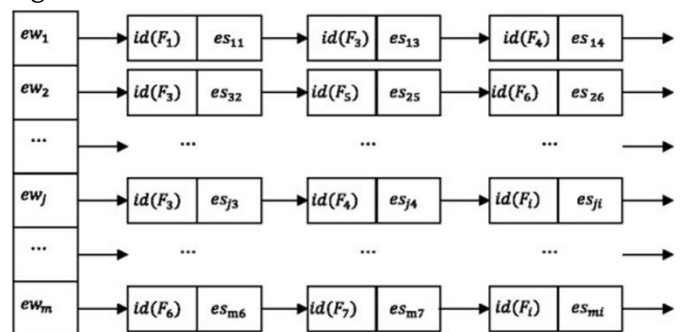 ew₁ id(F₁) es₁₁ id(F₃) es₁₃ id(F₄) es₁₄
ew₂ id(F₃) es₃₂ id(F₅) es₂₅ id(F₆) es₂₆
... ... ... ...
ewⱼ id(F₃) esⱼ₃ id(F₄) esⱼ₄ id(Fᵢ) esⱼᵢ
... ... ... ...
ewₘ id(F₆) esₘ₆ id(F₇) esₘ₇ id(Fᵢ) esₘᵢ